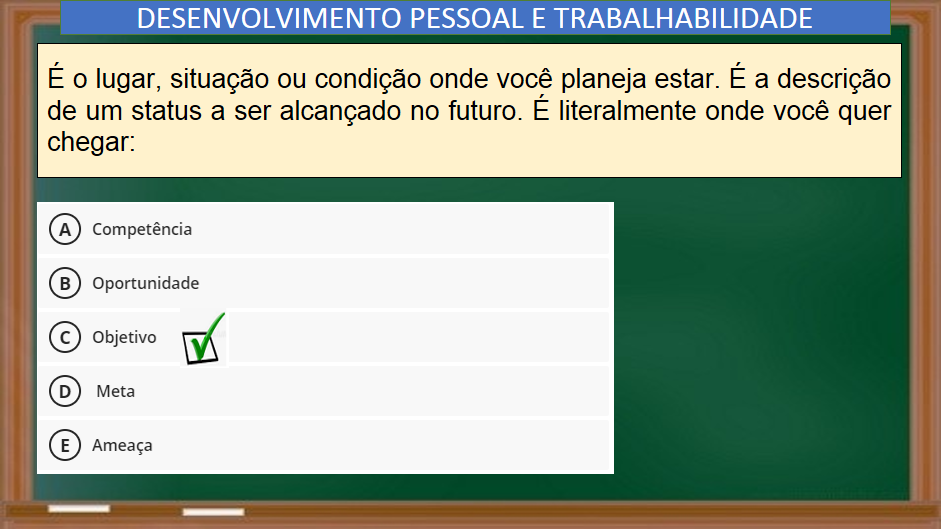 DESENVOLVIMENTO PESSOAL E TRABALHABILIDADE
É o lugar, situação ou condição onde você planeja estar. É a descrição
de um status a ser alcançado no futuro. É literalmente onde você quer
chegar:
A Competência
B Oportunidade
C Objetivo
D Meta
E Ameaça